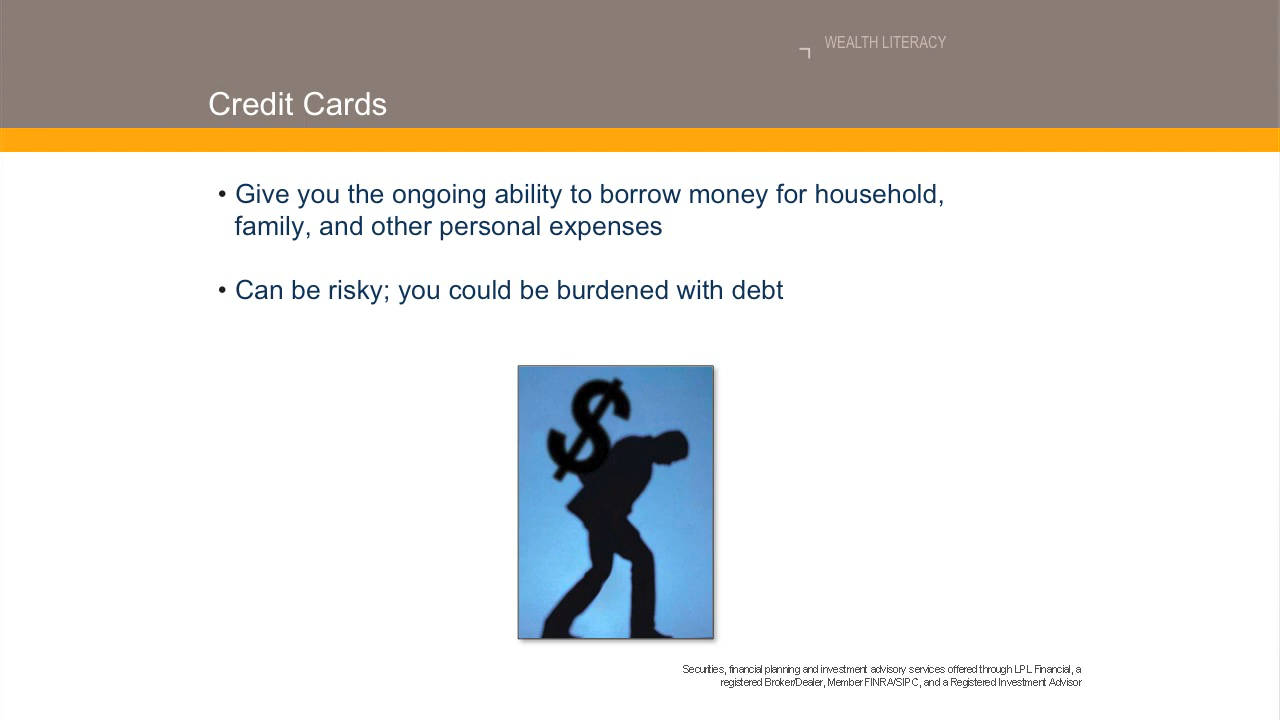 WEALTH LITERACY
Credit Cards
• Give you the ongoing ability to borrow money for household,
family, and other personal expenses
• Can be risky; you could be burdened with debt
$
Securities, financial planning and investment advisory services offered through LPL Financial, a
registered Broker/Dealer, Member FINRA/SIPC, and a Registered Investment Advisor